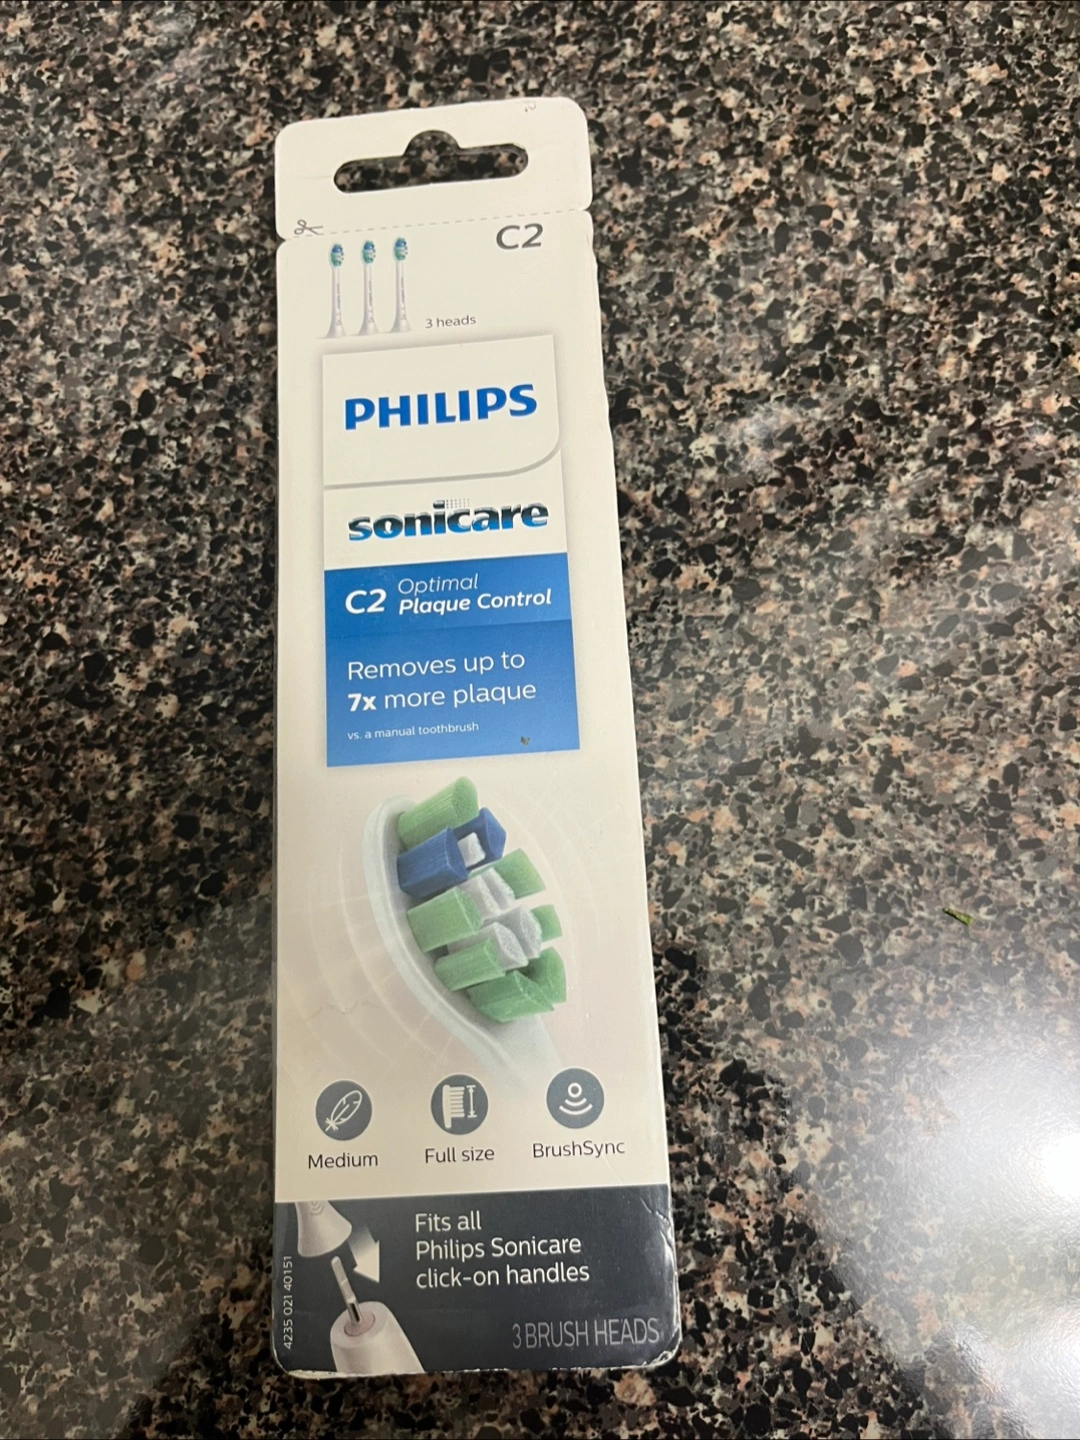 C2
3 heads
PHILIPS
sonicare
C2 Optimal
Plaque Control
Removes up to
7x more plaque
vs. a manual toothbrush
Medium
Full size
BrushSync
Fits all
Philips Sonicare
click-on handles
4235 021 40151
3 BRUSH HEADS